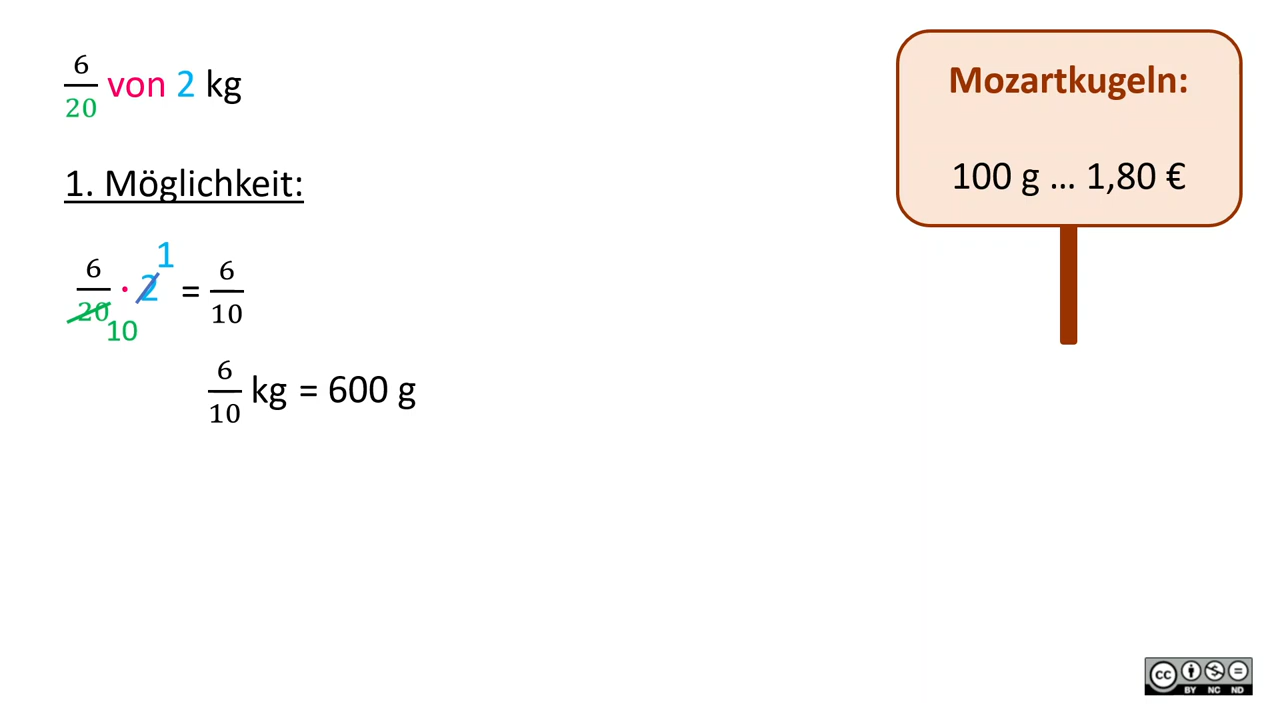 6/20 von 2 kg
1. Möglichkeit:
6/20 · 2 = 6/10
1
10
6/10 kg = 600 g
Mozartkugeln:
100 g ... 1,80 €
cc
BY NC ND